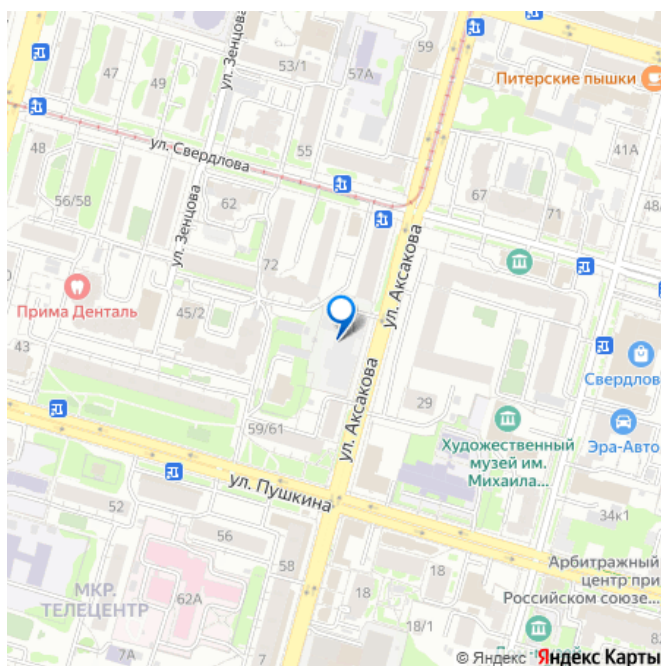 ул. Зенцова
59
47
49
53/1
57А
Питерские пышки
48
ул. Свердлова
55
41А
56/58
ул. Зенцова
62
67
71
48/
72
ул. Аксакова
Прима Денталь
45/2
43
Свердлов
ул. Аксакова
29
59/61
Художественный
музей им.
Михаила...
Эра-Авто
ул. Пушкина
52
56
34к1
58
18
18
Арбитражный
центр при
Российском союзе...
МКР.
ТЕЛЕЦЕНТР
62А
18/1
7А
© Яндекс Яндекс Карты